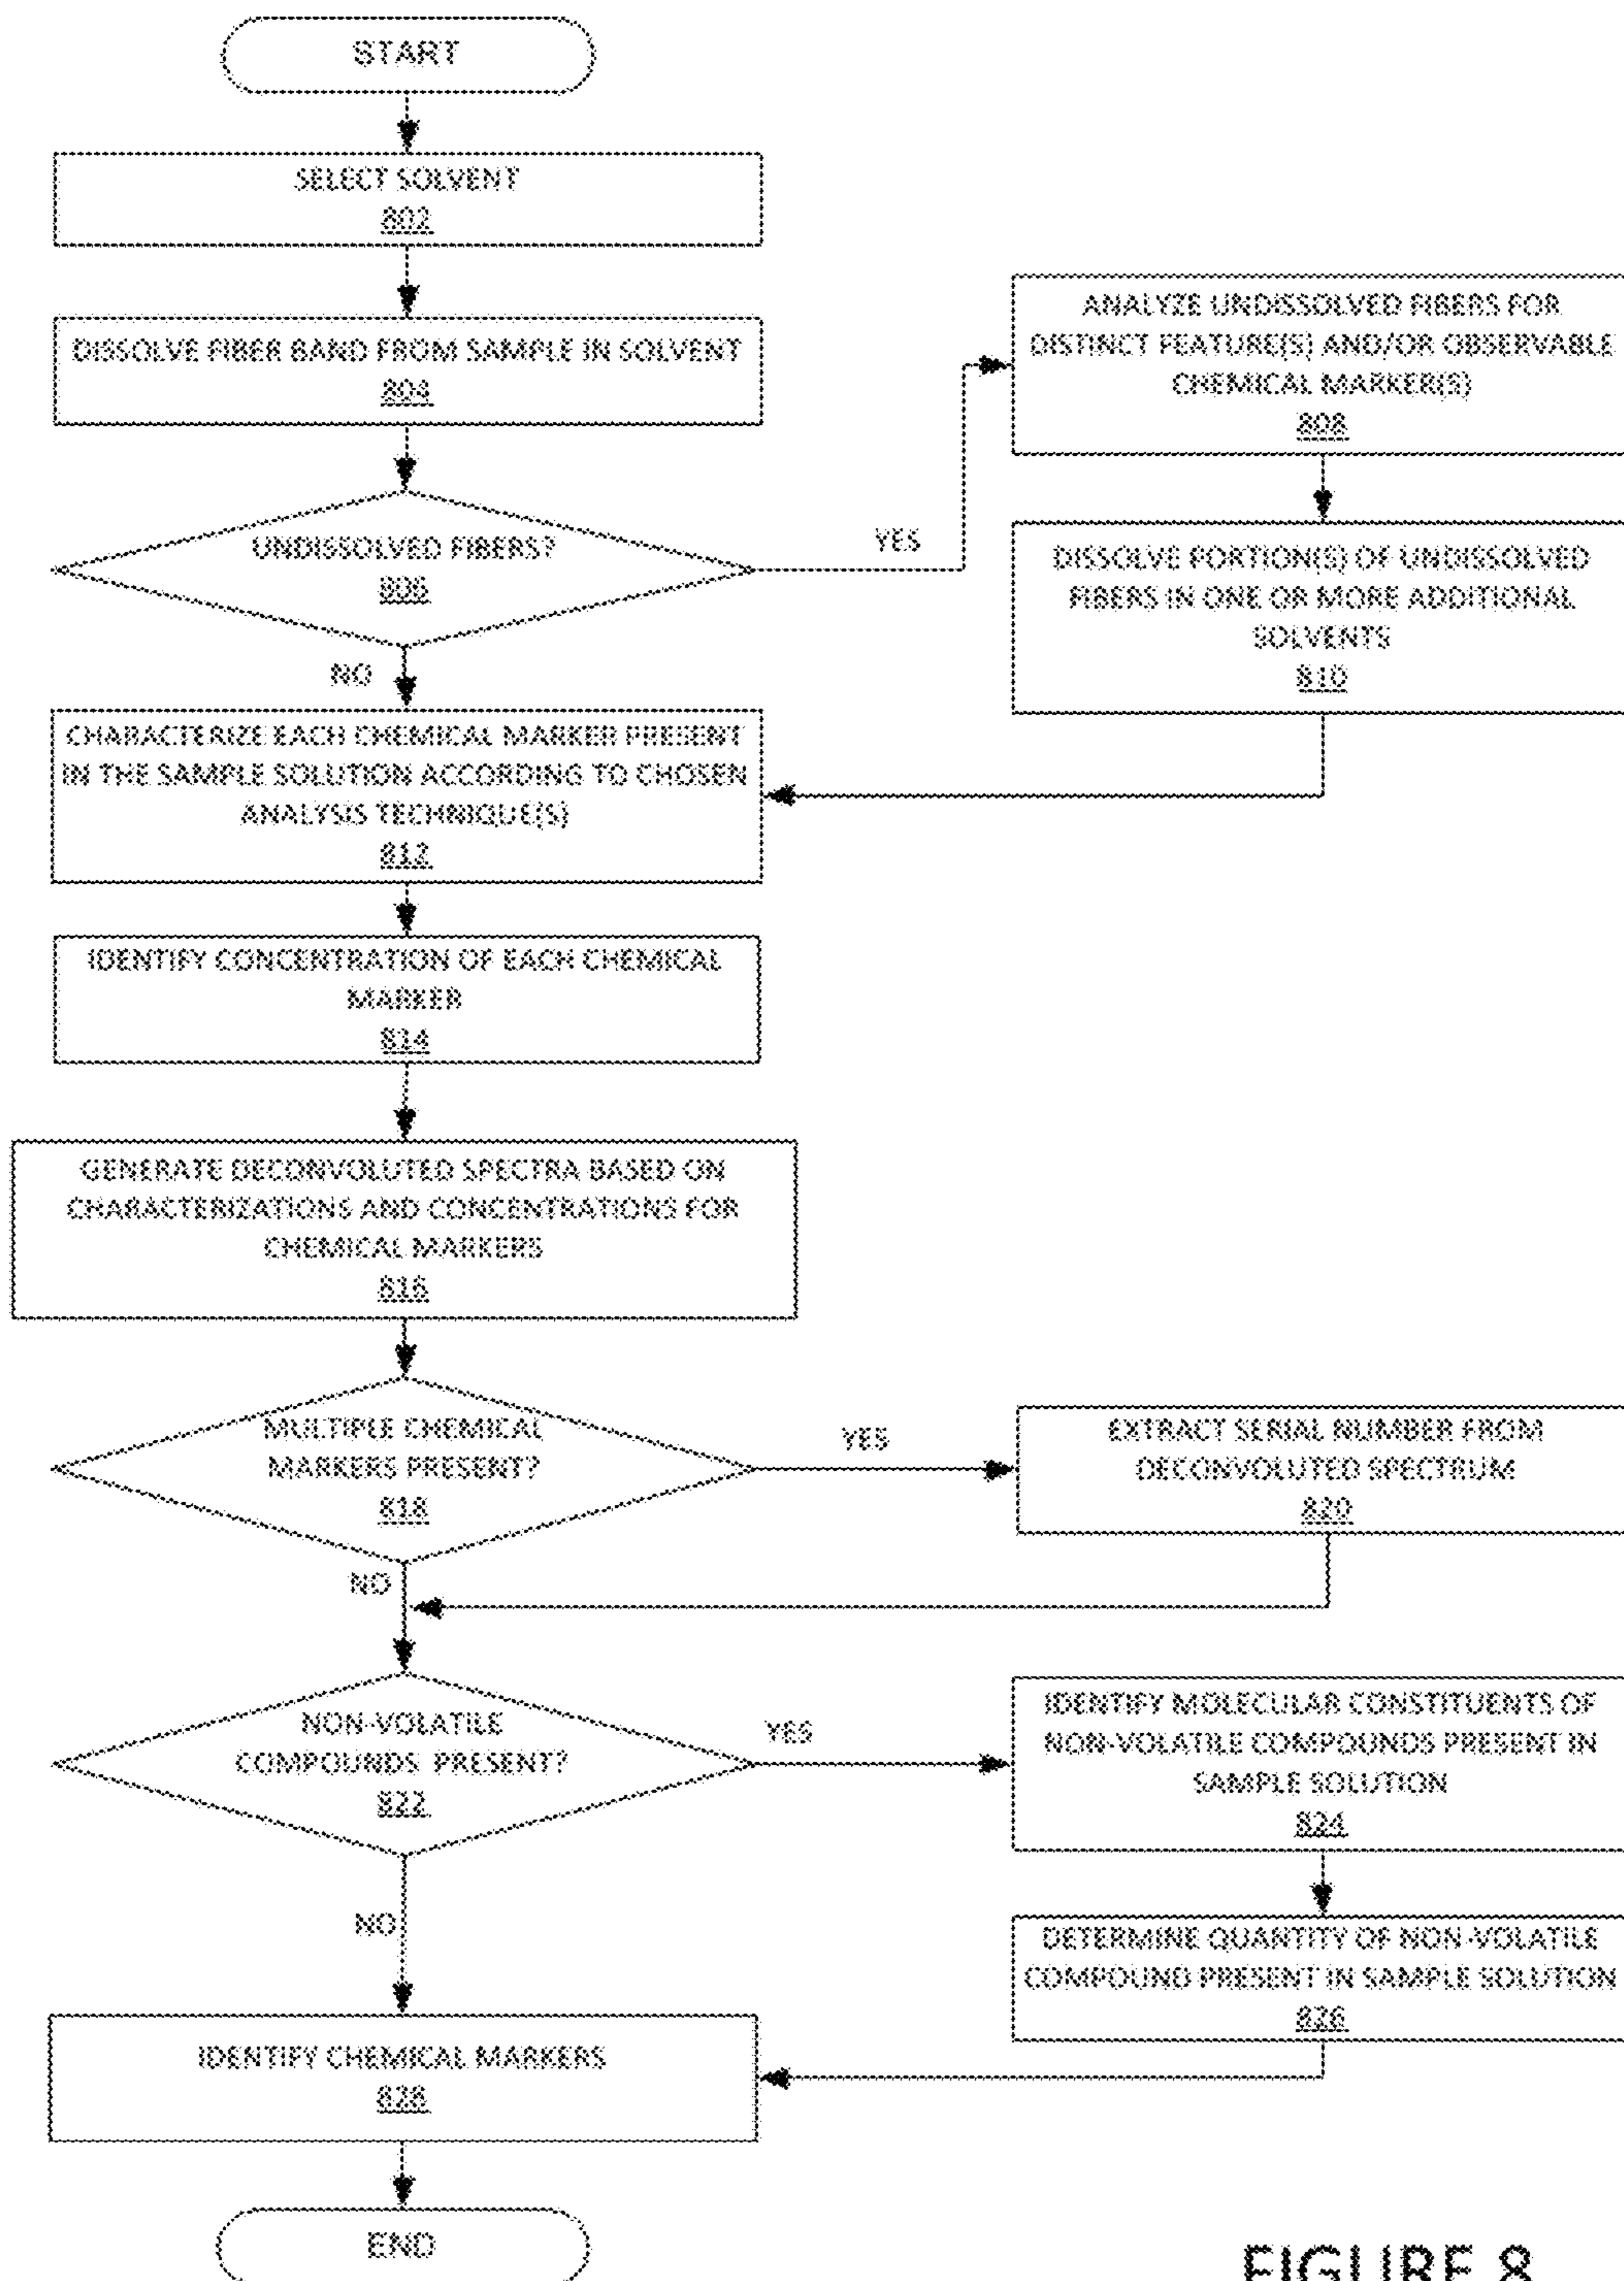 START
SELECT SOLVENT
802
DISSOLVE FIBER BAND FROM SAMPLE IN SOLVENT
804
UNDISSOLVED FIBERS?
806
YES
NO
ANALYZE UNDISSOLVED FIBERS FOR
DISTINCT FEATURE(S) AND/OR OBSERVABLE
CHEMICAL MARKER(S)
808
DISSOLVE PORTION(S) OF UNDISSOLVED
FIBERS IN ONE OR MORE ADDITIONAL
SOLVENTS
810
CHARACTERIZE EACH CHEMICAL MARKER PRESENT
IN THE SAMPLE SOLUTION ACCORDING TO CHOSEN
ANALYSIS TECHNIQUE(S)
812
IDENTIFY CONCENTRATION OF EACH CHEMICAL
MARKER
814
GENERATE DECONVOLUTED SPECTRA BASED ON
CHARACTERIZATIONS AND CONCENTRATIONS FOR
CHEMICAL MARKERS
816
MULTIPLE CHEMICAL
MARKERS PRESENT?
818
YES
NO
EXTRACT SERIAL NUMBER FROM
DECONVOLUTED SPECTRUM
820
NON-VOLATILE
COMPOUNDS PRESENT?
822
YES
NO
IDENTIFY MOLECULAR CONSTITUENTS OF
NON-VOLATILE COMPOUNDS PRESENT IN
SAMPLE SOLUTION
824
DETERMINE QUANTITY OF NON-VOLATILE
COMPOUND PRESENT IN SAMPLE SOLUTION
826
IDENTIFY CHEMICAL MARKERS
828
END
FIGURE 8